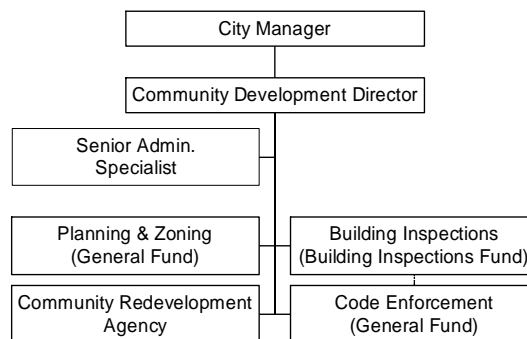 City Manager
Community Development Director
Senior Admin.
Specialist
Planning & Zoning
(General Fund)
Building Inspections
(Building Inspections Fund)
Community Redevelopment
Agency
Code Enforcement
(General Fund)